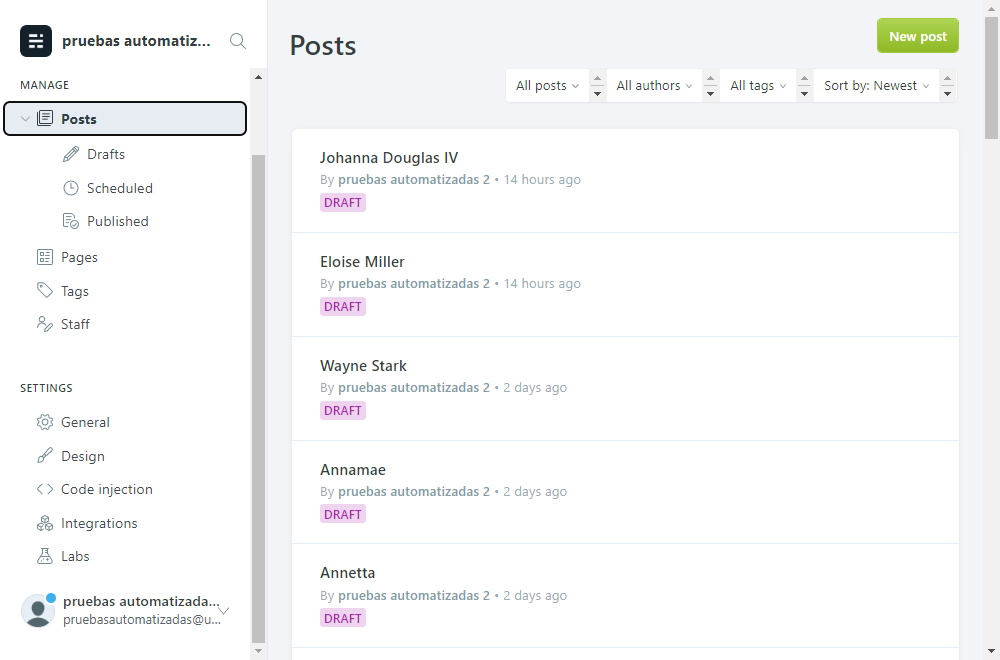 pruebas automatiz...
MANAGE
Posts
Drafts
Scheduled
Published
Pages
Tags
Staff
SETTINGS
General
Design
Code injection
Integrations
Labs
pruebas automatizada...
pruebasautomatizadas@u...
Posts
New post
All posts
All authors
All tags
Sort by: Newest
Johanna Douglas IV
By pruebas automatizadas 2 • 14 hours ago
DRAFT
Eloise Miller
By pruebas automatizadas 2 • 14 hours ago
DRAFT
Wayne Stark
By pruebas automatizadas 2 • 2 days ago
DRAFT
Annamae
By pruebas automatizadas 2 • 2 days ago
DRAFT
Annetta
By pruebas automatizadas 2 • 2 days ago
DRAFT